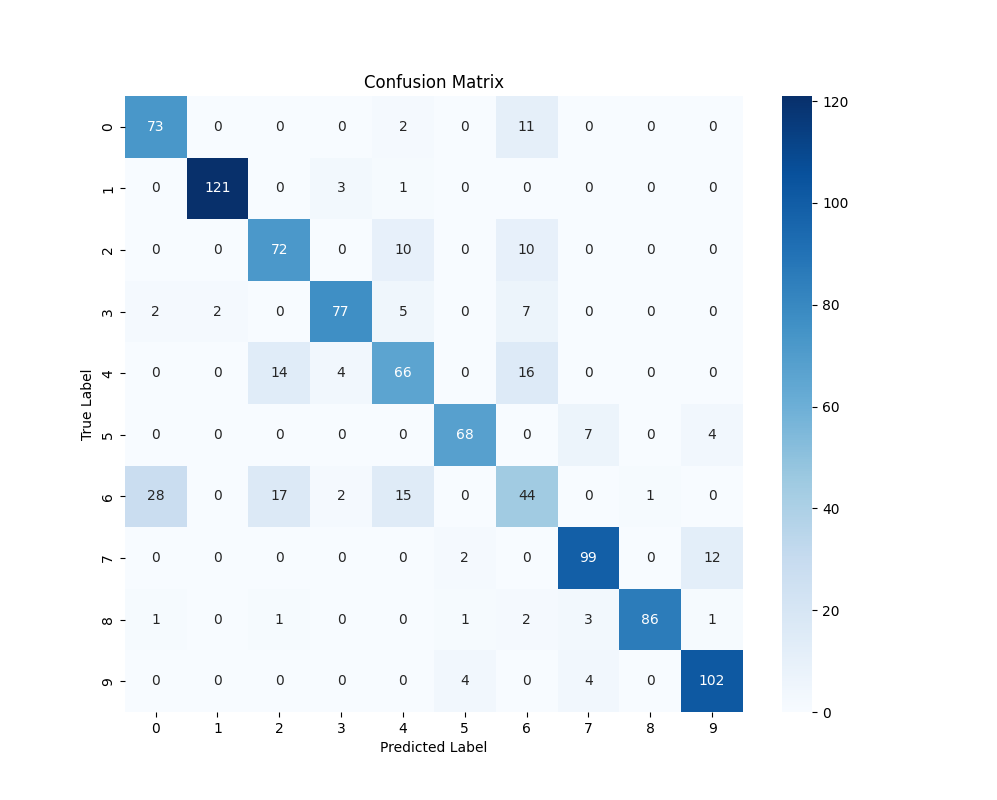 Confusion Matrix
0 73 0 0 0 2 0 11 0 0 0
1 0 121 0 3 1 0 0 0 0 0
2 0 0 72 0 10 0 10 0 0 0
3 2 2 0 77 5 0 7 0 0 0
4 0 0 14 4 66 0 16 0 0 0
5 0 0 0 0 0 68 0 7 0 4
6 28 0 17 2 15 0 44 0 1 0
7 0 0 0 0 0 2 0 99 0 12
8 1 0 1 0 0 1 2 3 86 1
9 0 0 0 0 0 4 0 4 0 102
0 1 2 3 4 5 6 7 8 9
Predicted Label
True Label
120
100
80
60
40
20
0